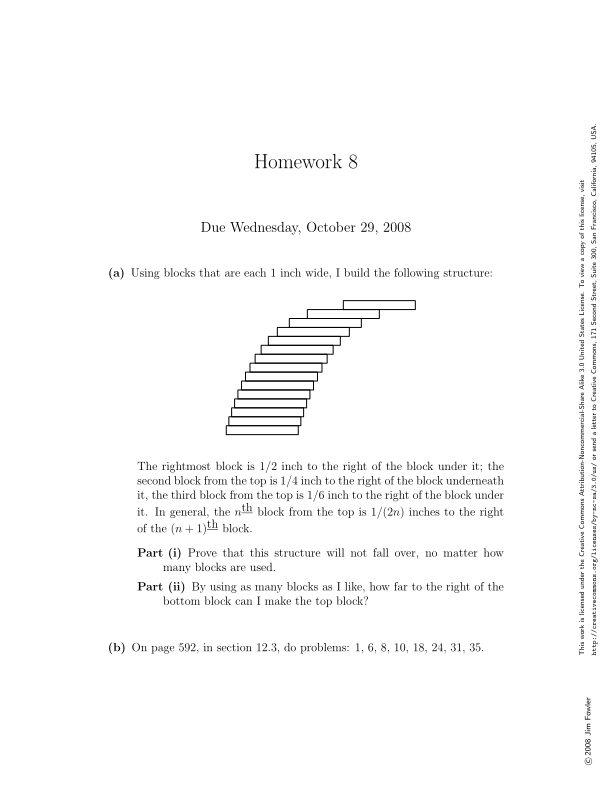 Homework 8
Due Wednesday, October 29, 2008
(a) Using blocks that are each 1 inch wide, I build the following structure:
The rightmost block is 1/2 inch to the right of the block under it; the
second block from the top is 1/4 inch to the right of the block underneath
it, the third block from the top is 1/6 inch to the right of the block under
it. In general, the nth block from the top is 1/(2n) inches to the right
of the (n + 1)th block.
Part (i) Prove that this structure will not fall over, no matter how
many blocks are used.
Part (ii) By using as many blocks as I like, how far to the right of the
bottom block can I make the top block?
(b) On page 592, in section 12.3, do problems: 1, 6, 8, 10, 18, 24, 31, 35.
This work is licensed under the Creative Commons Attribution-Noncommercial-Share Alike 3.0 United States License. To view a copy of this license, visit
http://creativecommons.org/licenses/by-nc-sa/3.0/us/ or send a letter to Creative Commons, 171 Second Street, Suite 300, San Francisco, California, 94105, USA.
© 2008 Jim Fowler